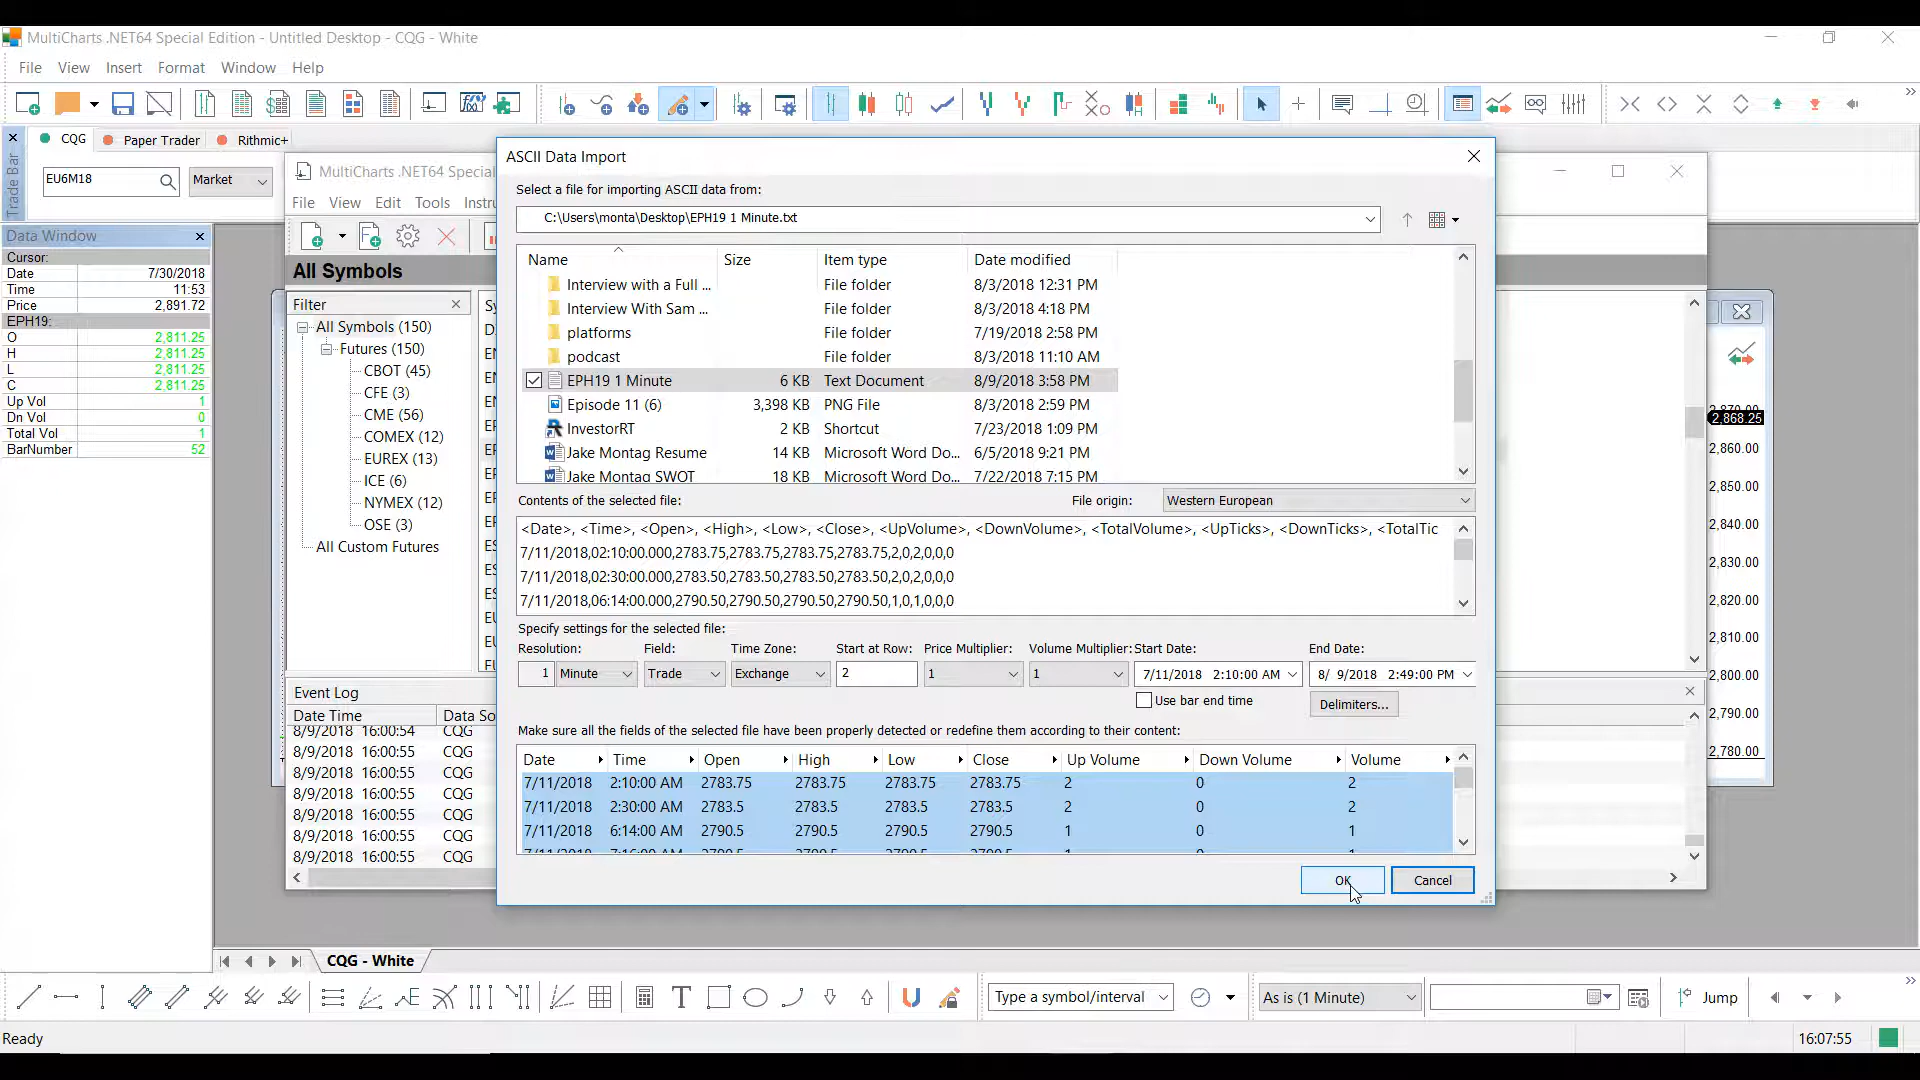 MultiCharts .NET64 Special Edition - Untitled Desktop - CQG - White
File View Insert Format Window Help
Trade Bar
CQG Paper Trader Rithmic+
EU6M18 Market
MultiCharts .NET64 Special
File View Edit Tools Instru
All Symbols
Filter
All Symbols (150)
Futures (150)
CBOT (45)
CFE (3)
CME (56)
COMEX (12)
EUREX (13)
ICE (6)
NYMEX (12)
OSE (3)
All Custom Futures
Data Window
Cursor:
Date 7/30/2018
Time 11:53
Price 2,891.72
EPH19:
O 2,811.25
H 2,811.25
L 2,811.25
C 2,811.25
Up Vol 1
Dn Vol 0
Total Vol 1
BarNumber 52
ASCII Data Import
Select a file for importing ASCII data from:
C:\Users\monta\Desktop\EPH19 1 Minute.txt
Name Size Item type Date modified
Interview with a Full ... File folder 8/3/2018 12:31 PM
Interview With Sam ... File folder 8/3/2018 4:18 PM
platforms File folder 7/19/2018 2:58 PM
podcast File folder 8/3/2018 11:10 AM
EPH19 1 Minute 6 KB Text Document 8/9/2018 3:58 PM
Episode 11 (6) 3,398 KB PNG File 8/3/2018 2:59 PM
InvestorRT 2 KB Shortcut 7/23/2018 1:09 PM
Jake Montag Resume 14 KB Microsoft Word Do... 6/5/2018 9:21 PM
Jake Montag SWOT 18 KB Microsoft Word Do... 7/22/2018 7:15 PM
Contents of the selected file: File origin: Western European
<Date>, <Time>, <Open>, <High>, <Low>, <Close>, <UpVolume>, <DownVolume>, <TotalVolume>, <UpTicks>, <DownTicks>, <TotalTic
7/11/2018,02:10:00.000,2783.75,2783.75,2783.75,2783.75,2,0,2,0,0,0
7/11/2018,02:30:00.000,2783.50,2783.50,2783.50,2783.50,2,0,2,0,0,0
7/11/2018,06:14:00.000,2790.50,2790.50,2790.50,2790.50,1,0,1,0,0,0
Specify settings for the selected file:
Resolution: Field: Time Zone: Start at Row: Price Multiplier: Volume Multiplier: Start Date: End Date:
1 Minute Trade Exchange 2 1 1 7/11/2018 2:10:00 AM 8/ 9/2018 2:49:00 PM
Use bar end time Delimiters...
Make sure all the fields of the selected file have been properly detected or redefine them according to their content:
Date Time Open High Low Close Up Volume Down Volume Volume
7/11/2018 2:10:00 AM 2783.75 2783.75 2783.75 2783.75 2 0 2
7/11/2018 2:30:00 AM 2783.5 2783.5 2783.5 2783.5 2 0 2
7/11/2018 6:14:00 AM 2790.5 2790.5 2790.5 2790.5 1 0 1
OK Cancel
2,868.25
2,860.00
2,850.00
2,840.00
2,830.00
2,820.00
2,810.00
2,800.00
2,790.00
2,780.00
Event Log
Date Time Data So
8/9/2018 16:00:54 CQG
8/9/2018 16:00:55 CQG
8/9/2018 16:00:55 CQG
8/9/2018 16:00:55 CQG
8/9/2018 16:00:55 CQG
8/9/2018 16:00:55 CQG
8/9/2018 16:00:55 CQG
CQG - White
Type a symbol/interval As is (1 Minute) Jump
Ready 16:07:55